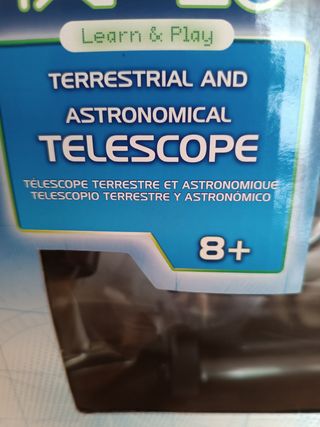 Learn & Play
TERRESTRIAL AND
ASTRONOMICAL
TELESCOPE
TÉLESCOPE TERRESTRE ET ASTRONOMIQUE
TELESCOPIO TERRESTRE Y ASTRONÓMICO
8+